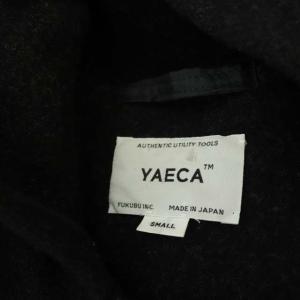 AUTHENTIC UTILITY TOOLS
YAECA™
FUKUBU INC. MADE IN JAPAN
SMALL